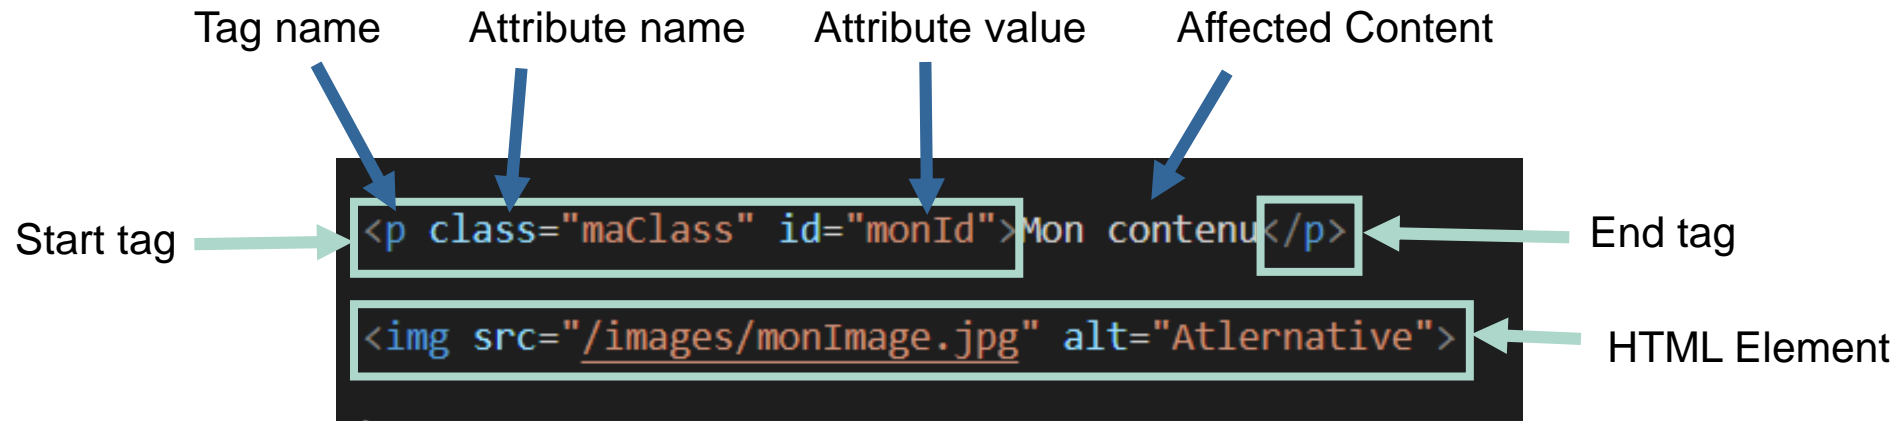 Tag name Attribute name Attribute value Affected Content
Start tag <p class="maClass" id="monId">Mon contenu</p> End tag
<img src="/images/monImage.jpg" alt="Atlernative"> HTML Element